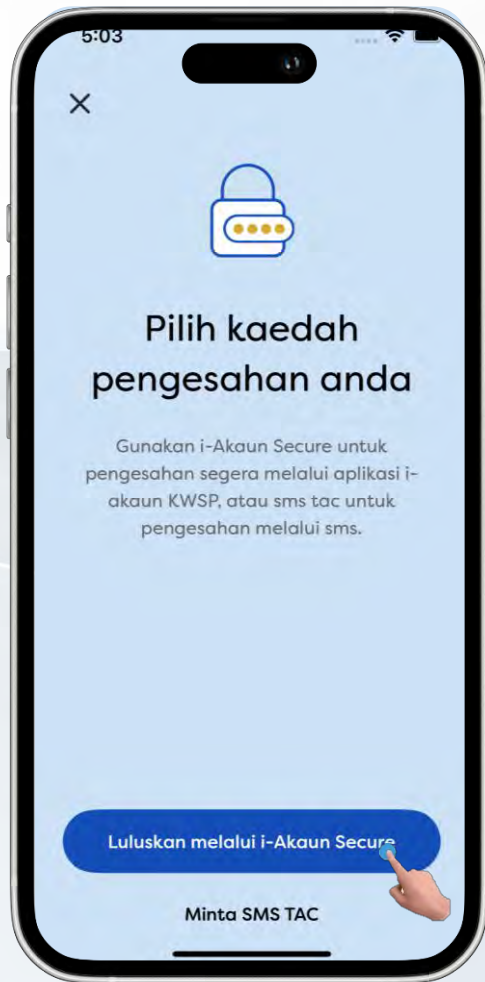 5:03
Pilih kaedah
pengesahan anda
Gunakan i-Akaun Secure untuk
pengesahan segera melalui aplikasi i-
akaun KWSP, atau sms tac untuk
pengesahan melalui sms.
Luluskan melalui i-Akaun Secure
Minta SMS TAC